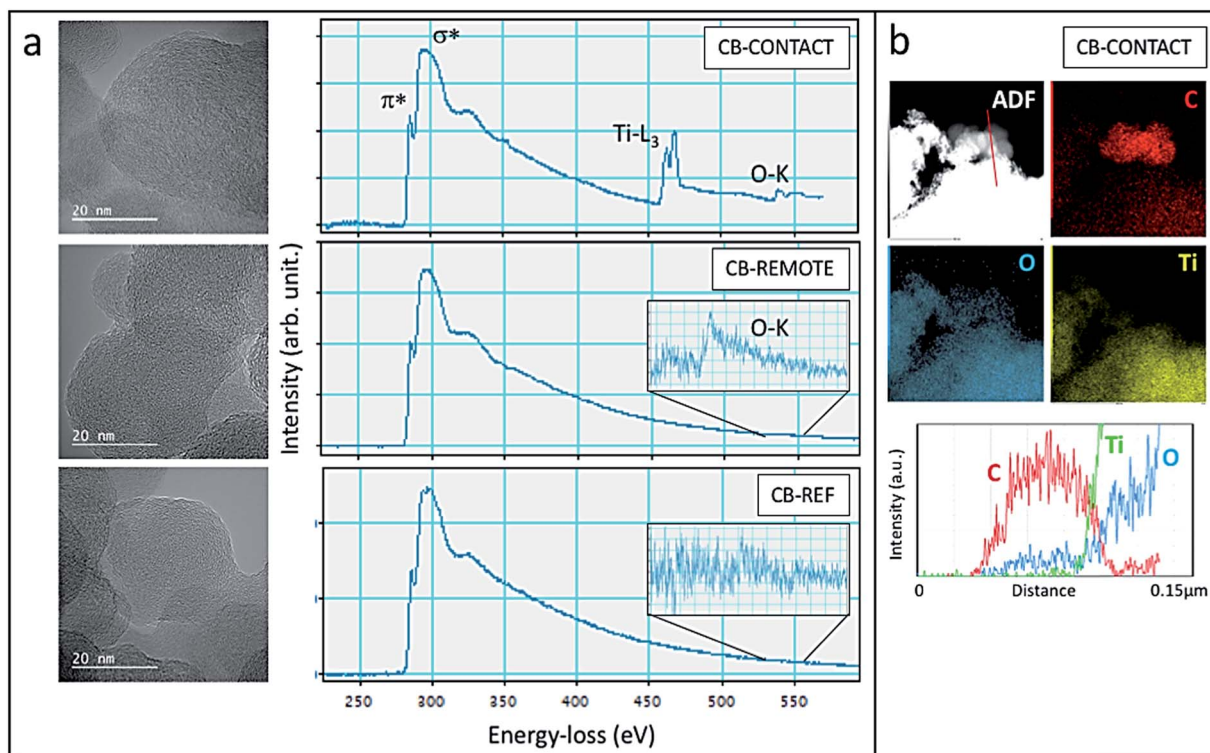 a
20 nm
20 nm
20 nm
Intensity (arb. unit.)
CB-CONTACT
π*
σ*
Ti-L₃
O-K
CB-REMOTE
O-K
CB-REF
250 300 350 400 450 500 550
Energy-loss (eV)
b
CB-CONTACT
ADF
C
O
Ti
Intensity (a.u.)
C
Ti
O
0 Distance 0.15μm